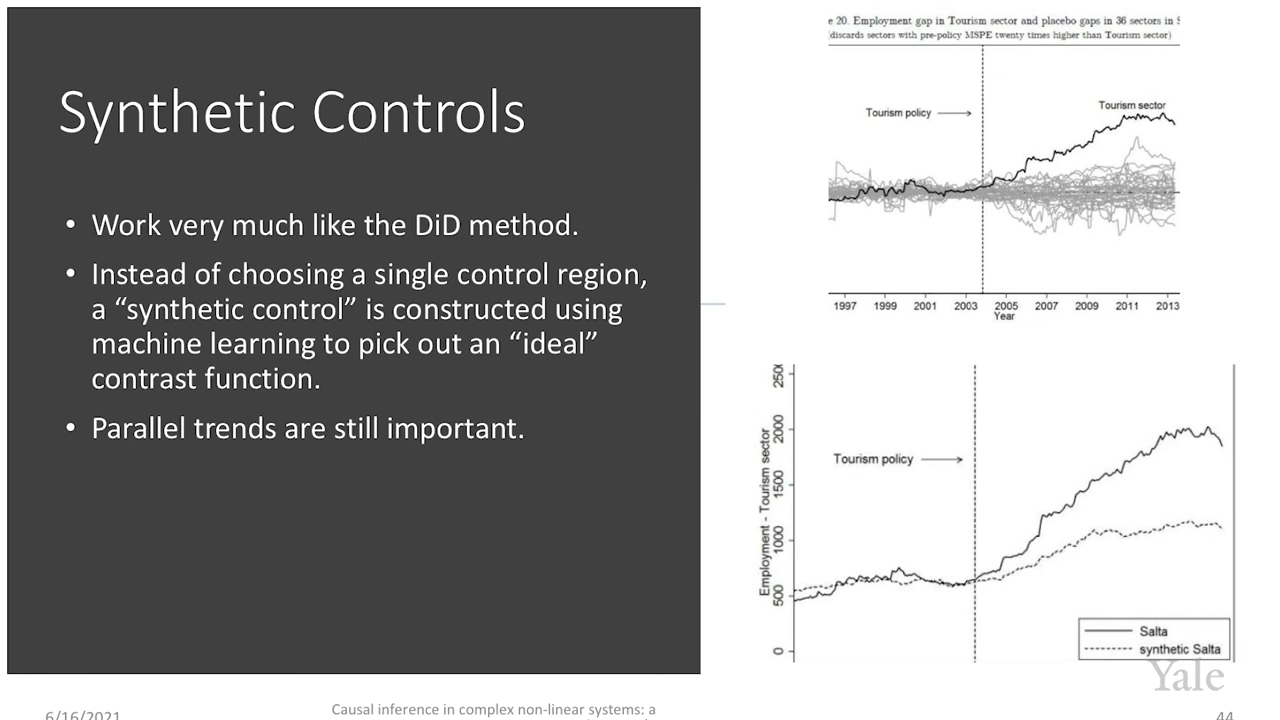 Synthetic Controls
• Work very much like the DiD method.
• Instead of choosing a single control region,
a “synthetic control” is constructed using
machine learning to pick out an “ideal”
contrast function.
• Parallel trends are still important.
e 20. Employment gap in Tourism sector and placebo gaps in 36 sectors in S
(discards sectors with pre-policy MSPE twenty times higher than Tourism sector)
Tourism policy
Tourism sector
1997 1999 2001 2003 2005 2007 2009 2011 2013
Year
Employment - Tourism sector
0 500 1000 1500 2000 250
Tourism policy
Salta
synthetic Salta
Yale
6/16/2021
Causal inference in complex non-linear systems: a
44